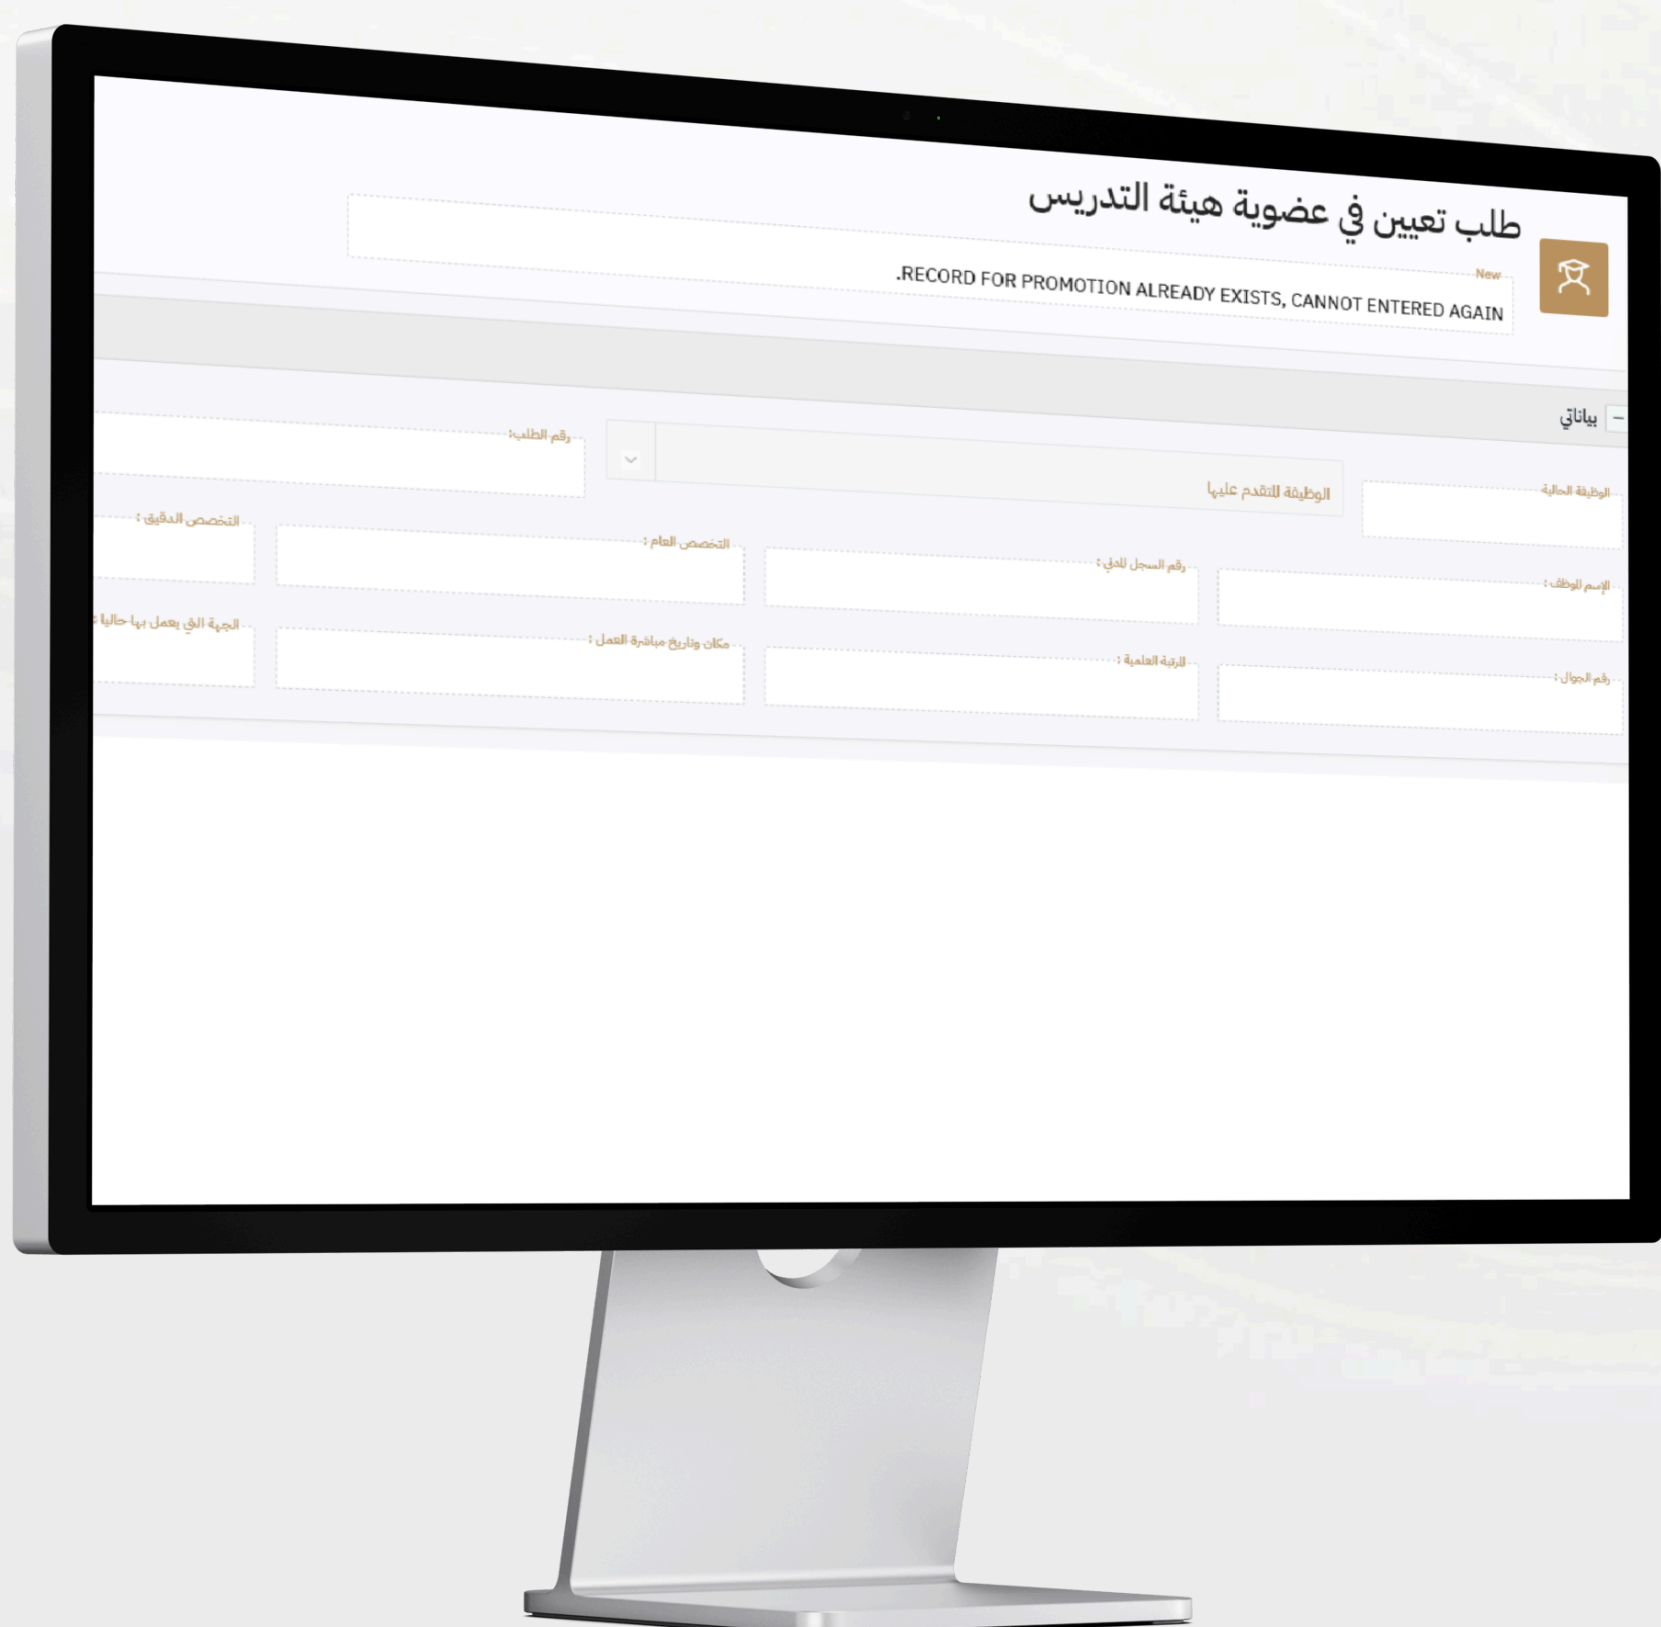 طلب تعيين في عضوية هيئة التدريس
New
RECORD FOR PROMOTION ALREADY EXISTS, CANNOT ENTERED AGAIN.
بياناتي
الوظيفة الحالية
الوظيفة المتقدم عليها
رقم الطلب:
الإسم الموظف :
رقم السجل المدني :
التخصص العام :
التخصص الدقيق :
رقم الجوال :
المرتبة العلمية :
مكان وتاريخ مباشرة العمل :
الجهة التي يعمل بها حاليا :